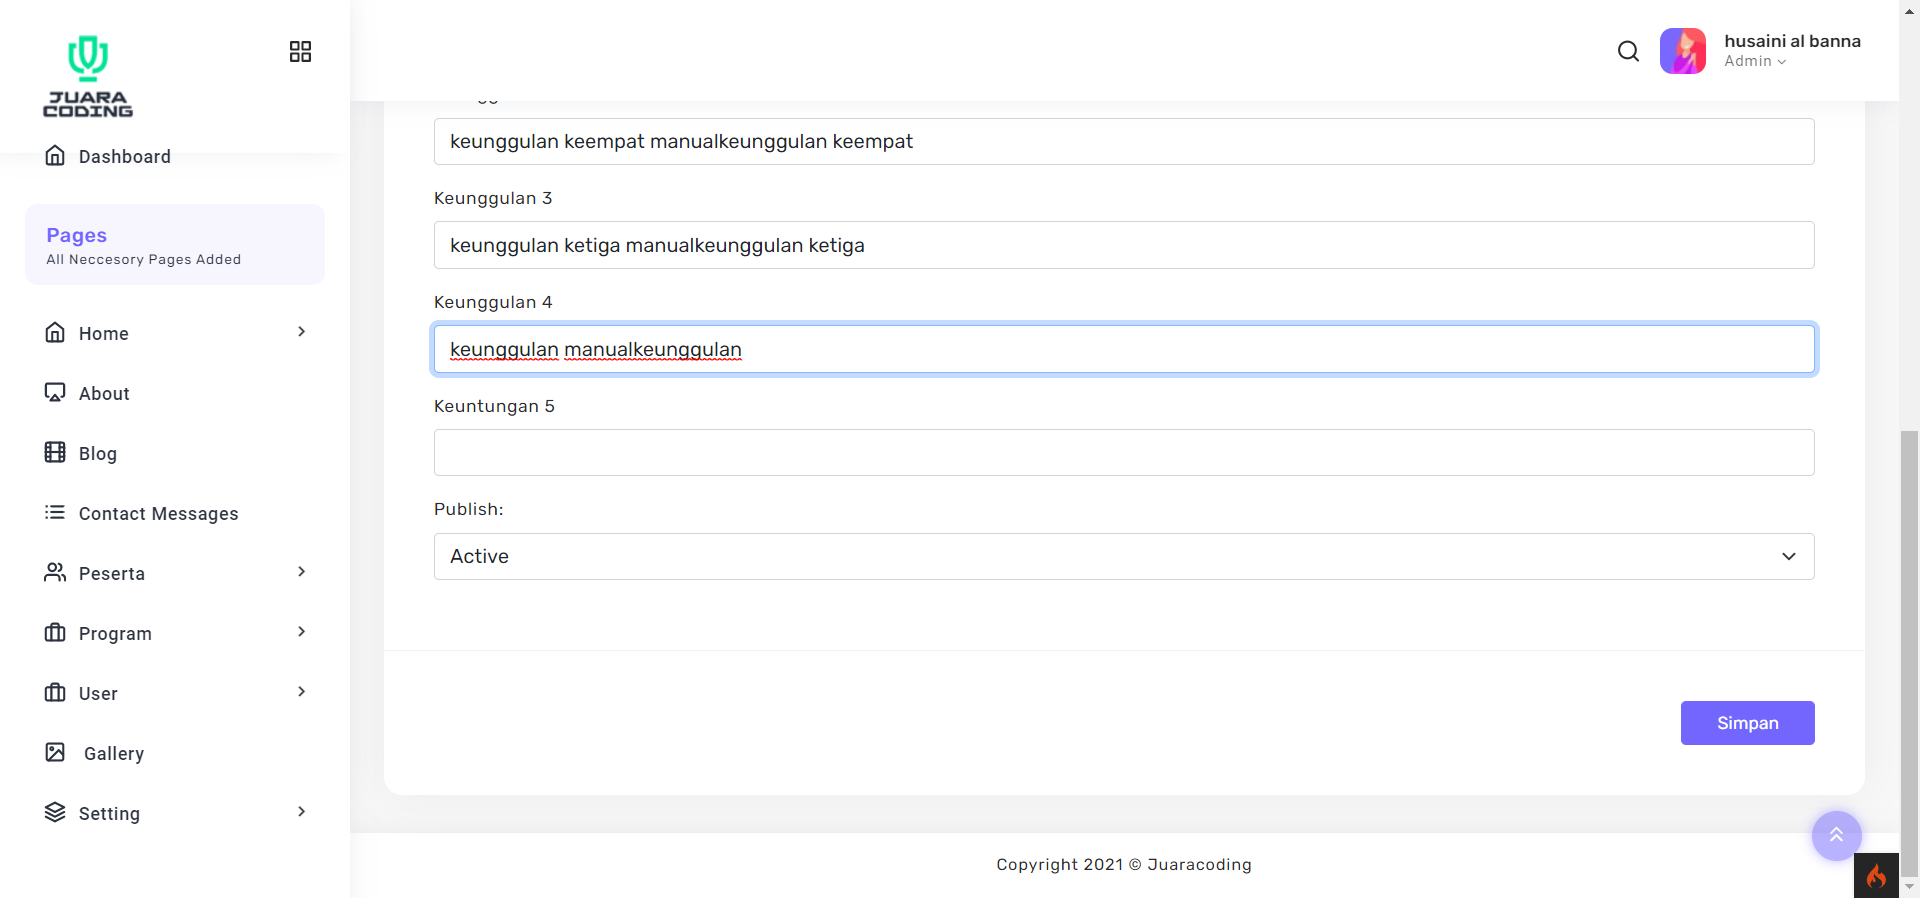 JUARA
CODING
husaini al banna
Admin
Dashboard
Pages
All Neccesory Pages Added
Home
About
Blog
Contact Messages
Peserta
Program
User
Gallery
Setting
keunggulan keempat manualkeunggulan keempat
Keunggulan 3
keunggulan ketiga manualkeunggulan ketiga
Keunggulan 4
keunggulan manualkeunggulan
Keuntungan 5
Publish:
Active
Simpan
Copyright 2021 © Juaracoding